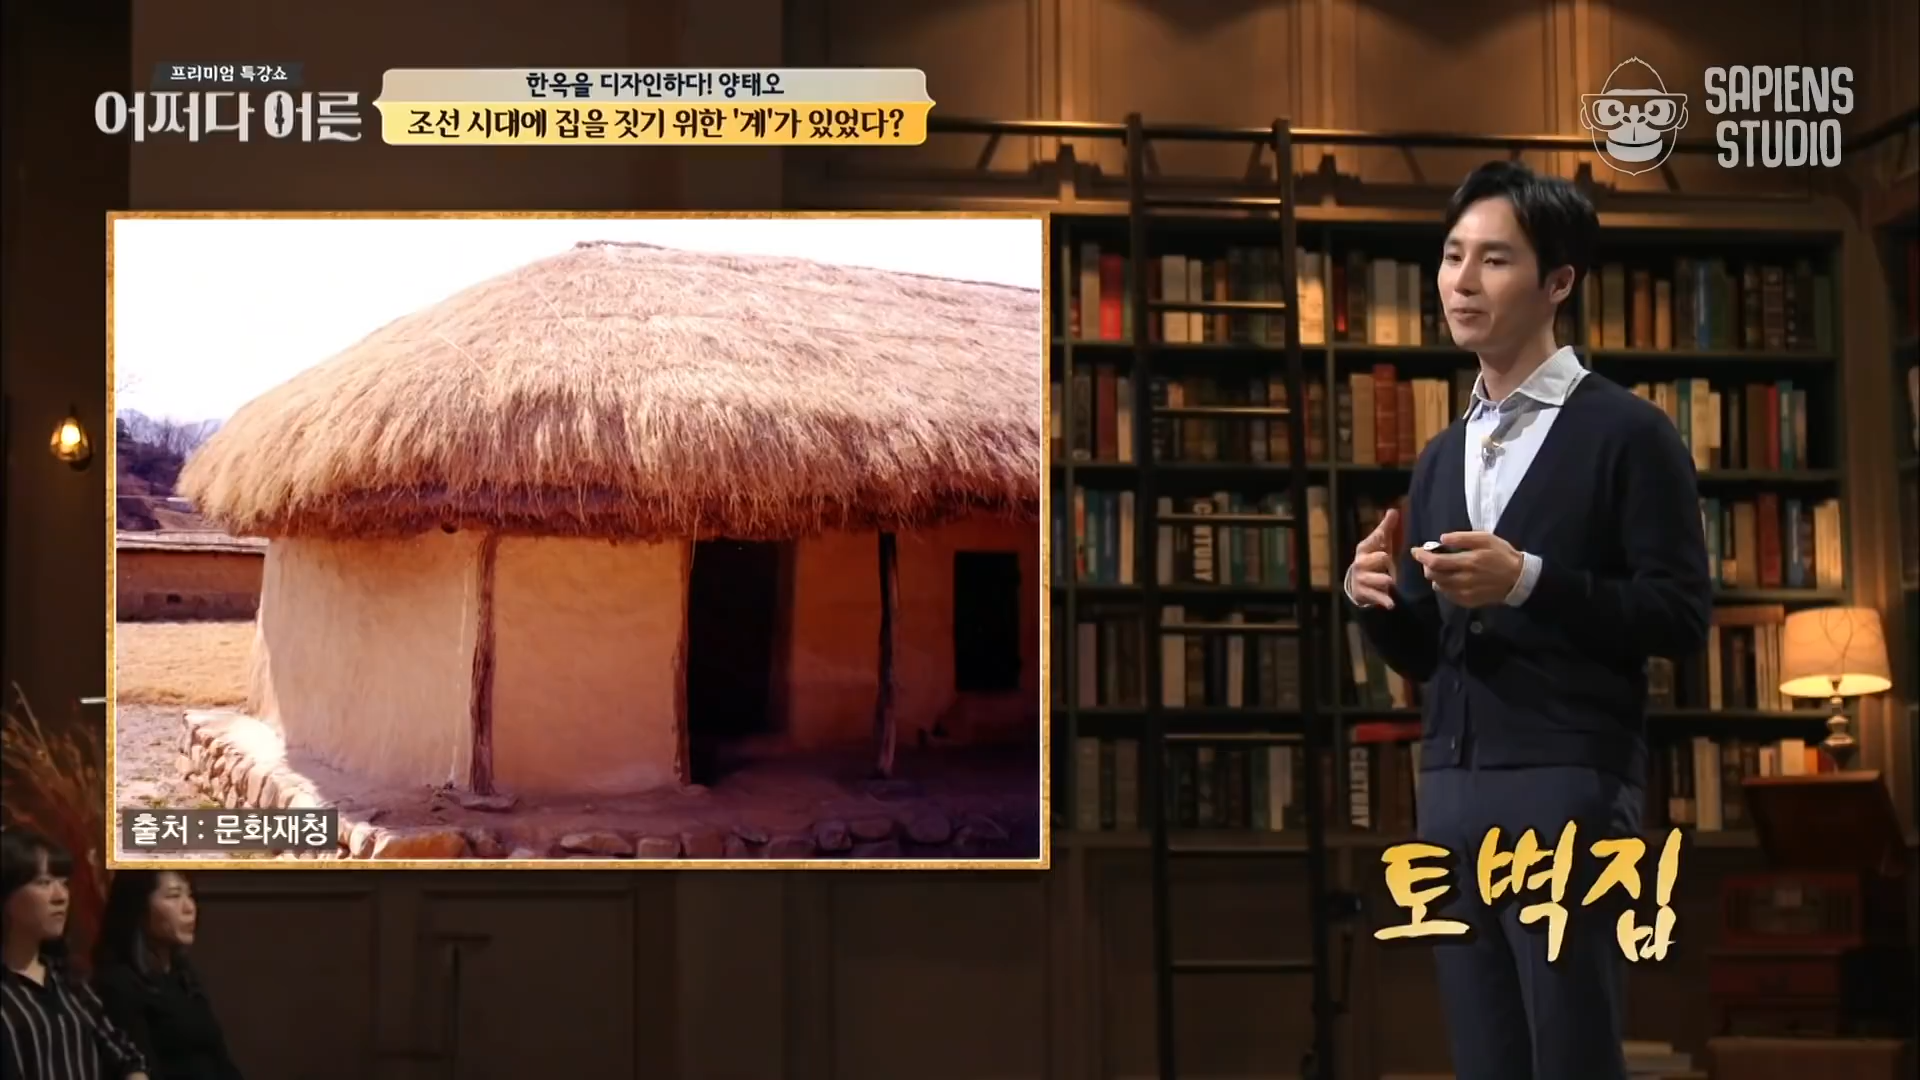 프리미엄 특강쇼
어쩌다 어른
한옥을 디자인하다! 양태오
조선 시대에 집을 짓기 위한 '계'가 있었다?
SAPIENS
STUDIO
출처 : 문화재청
CENTURY
CENTURY
토벽집